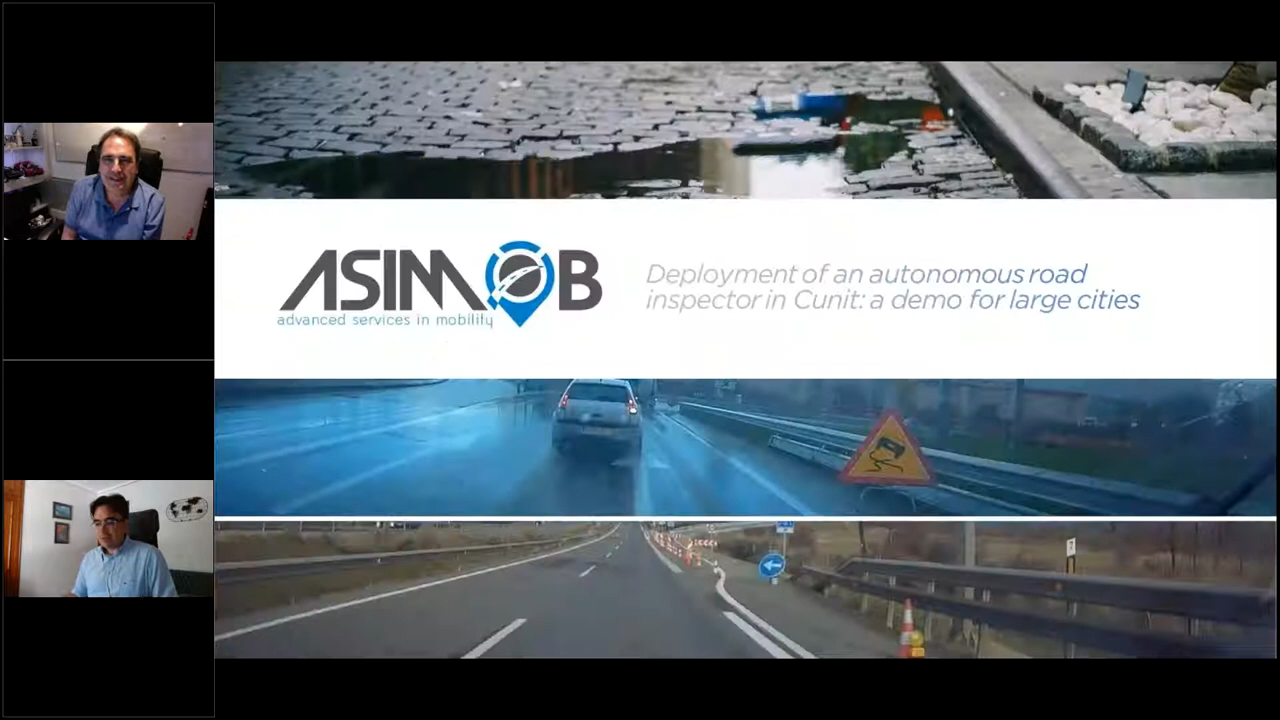 ASIMOB
advanced services in mobility
Deployment of an autonomous road
inspector in Cunit: a demo for large cities